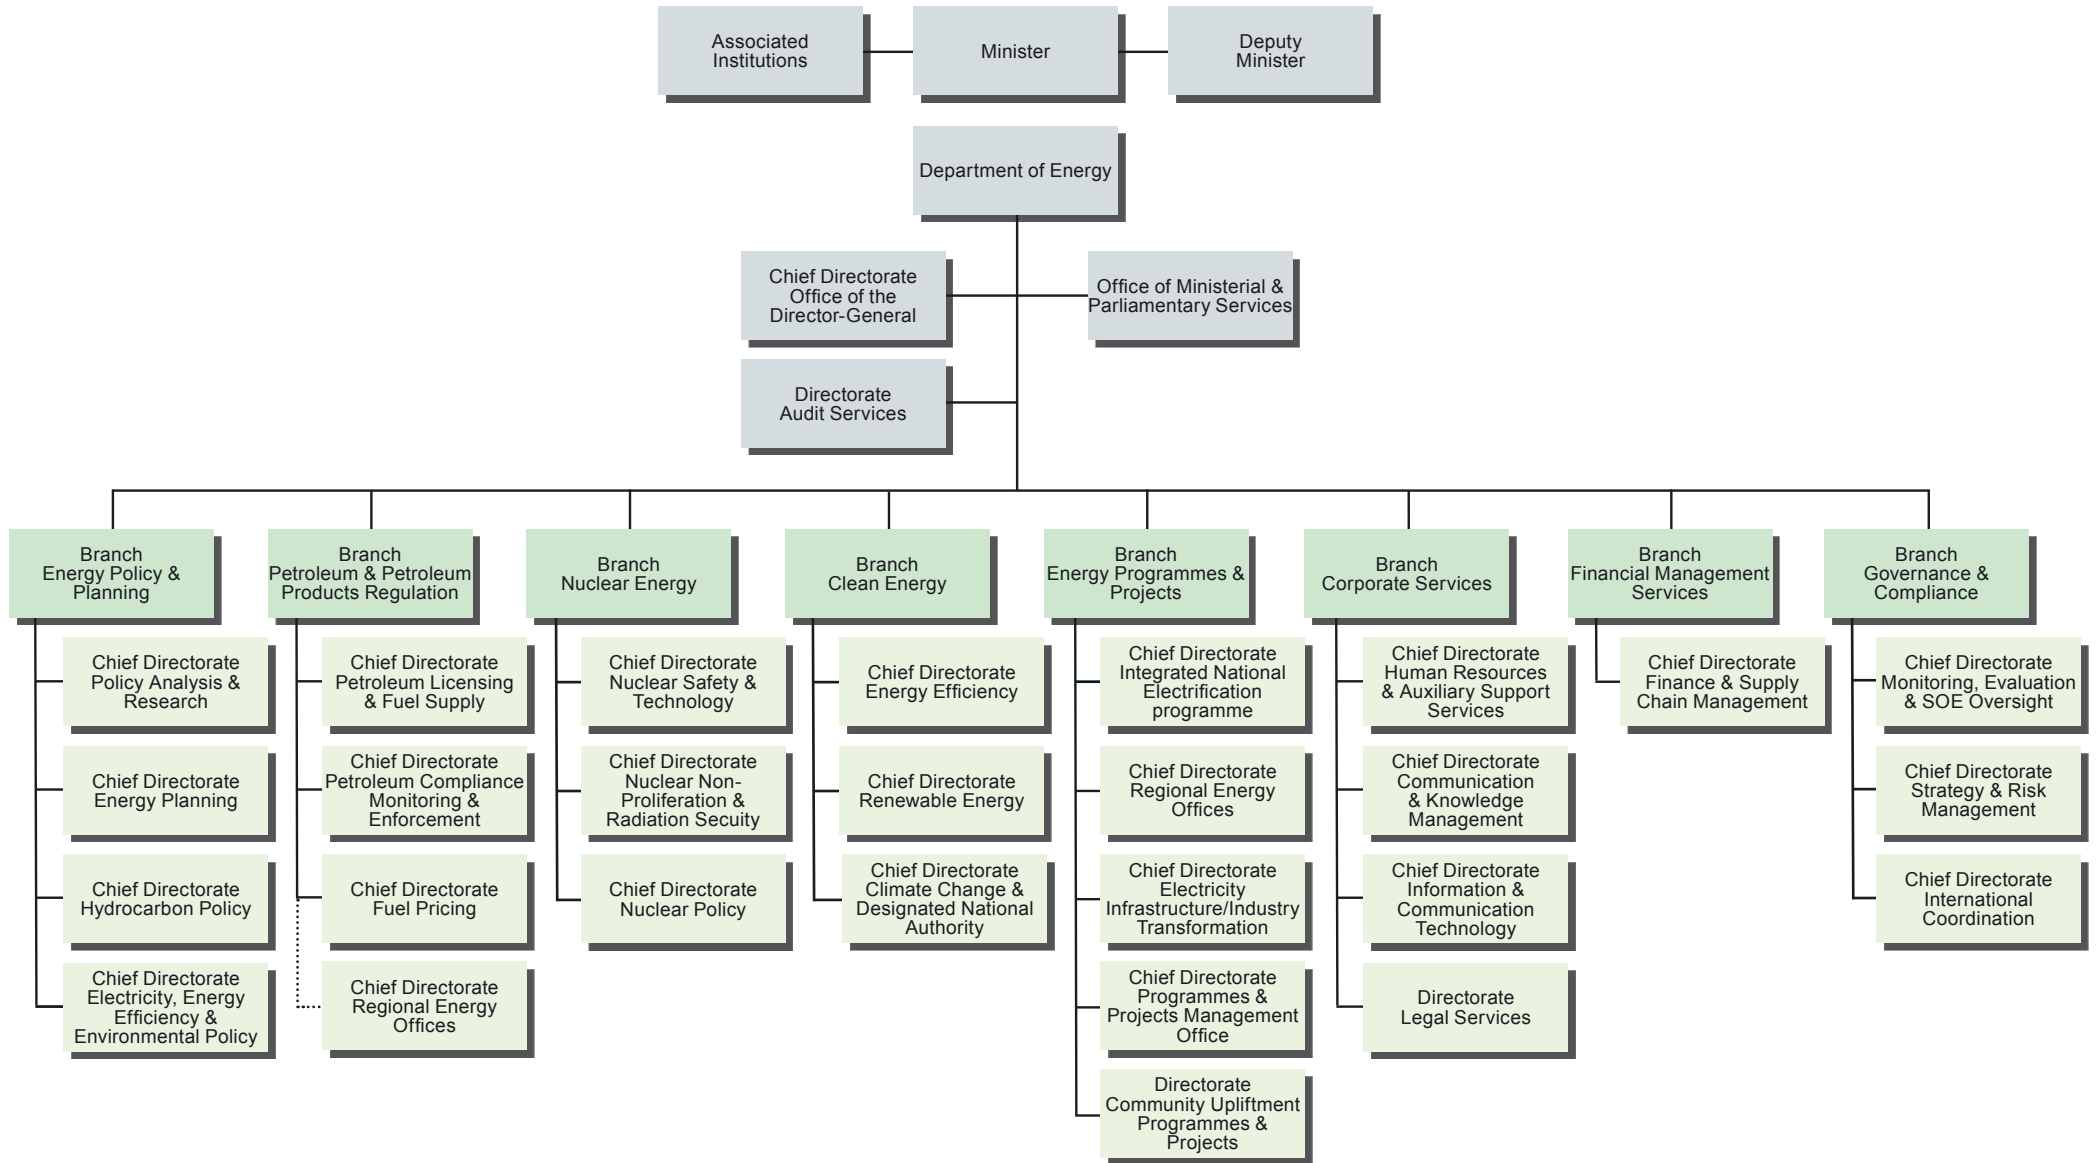 Associated
Institutions
Minister
Deputy
Minister
Department of Energy
Chief Directorate
Office of the
Director-General
Office of Ministerial &
Parliamentary Services
Directorate
Audit Services
Branch
Energy Policy &
Planning
Branch
Petroleum & Petroleum
Products Regulation
Branch
Nuclear Energy
Branch
Clean Energy
Branch
Energy Programmes &
Projects
Branch
Corporate Services
Branch
Financial Management
Services
Branch
Governance &
Compliance
Chief Directorate
Policy Analysis &
Research
Chief Directorate
Energy Planning
Chief Directorate
Hydrocarbon Policy
Chief Directorate
Electricity, Energy
Efficiency &
Environmental Policy
Chief Directorate
Petroleum Licensing
& Fuel Supply
Chief Directorate
Petroleum Compliance
Monitoring &
Enforcement
Chief Directorate
Fuel Pricing
Chief Directorate
Regional Energy
Offices
Chief Directorate
Nuclear Safety &
Technology
Chief Directorate
Nuclear Non-
Proliferation &
Radiation Secuity
Chief Directorate
Nuclear Policy
Chief Directorate
Energy Efficiency
Chief Directorate
Renewable Energy
Chief Directorate
Climate Change &
Designated National
Authority
Chief Directorate
Integrated National
Electrification
programme
Chief Directorate
Regional Energy
Offices
Chief Directorate
Electricity
Infrastructure/Industry
Transformation
Chief Directorate
Programmes &
Projects Management
Office
Directorate
Community Upliftment
Programmes &
Projects
Chief Directorate
Human Resources
& Auxiliary Support
Services
Chief Directorate
Communication
& Knowledge
Management
Chief Directorate
Information &
Communication
Technology
Directorate
Legal Services
Chief Directorate
Finance & Supply
Chain Management
Chief Directorate
Monitoring, Evaluation
& SOE Oversight
Chief Directorate
Strategy & Risk
Management
Chief Directorate
International
Coordination